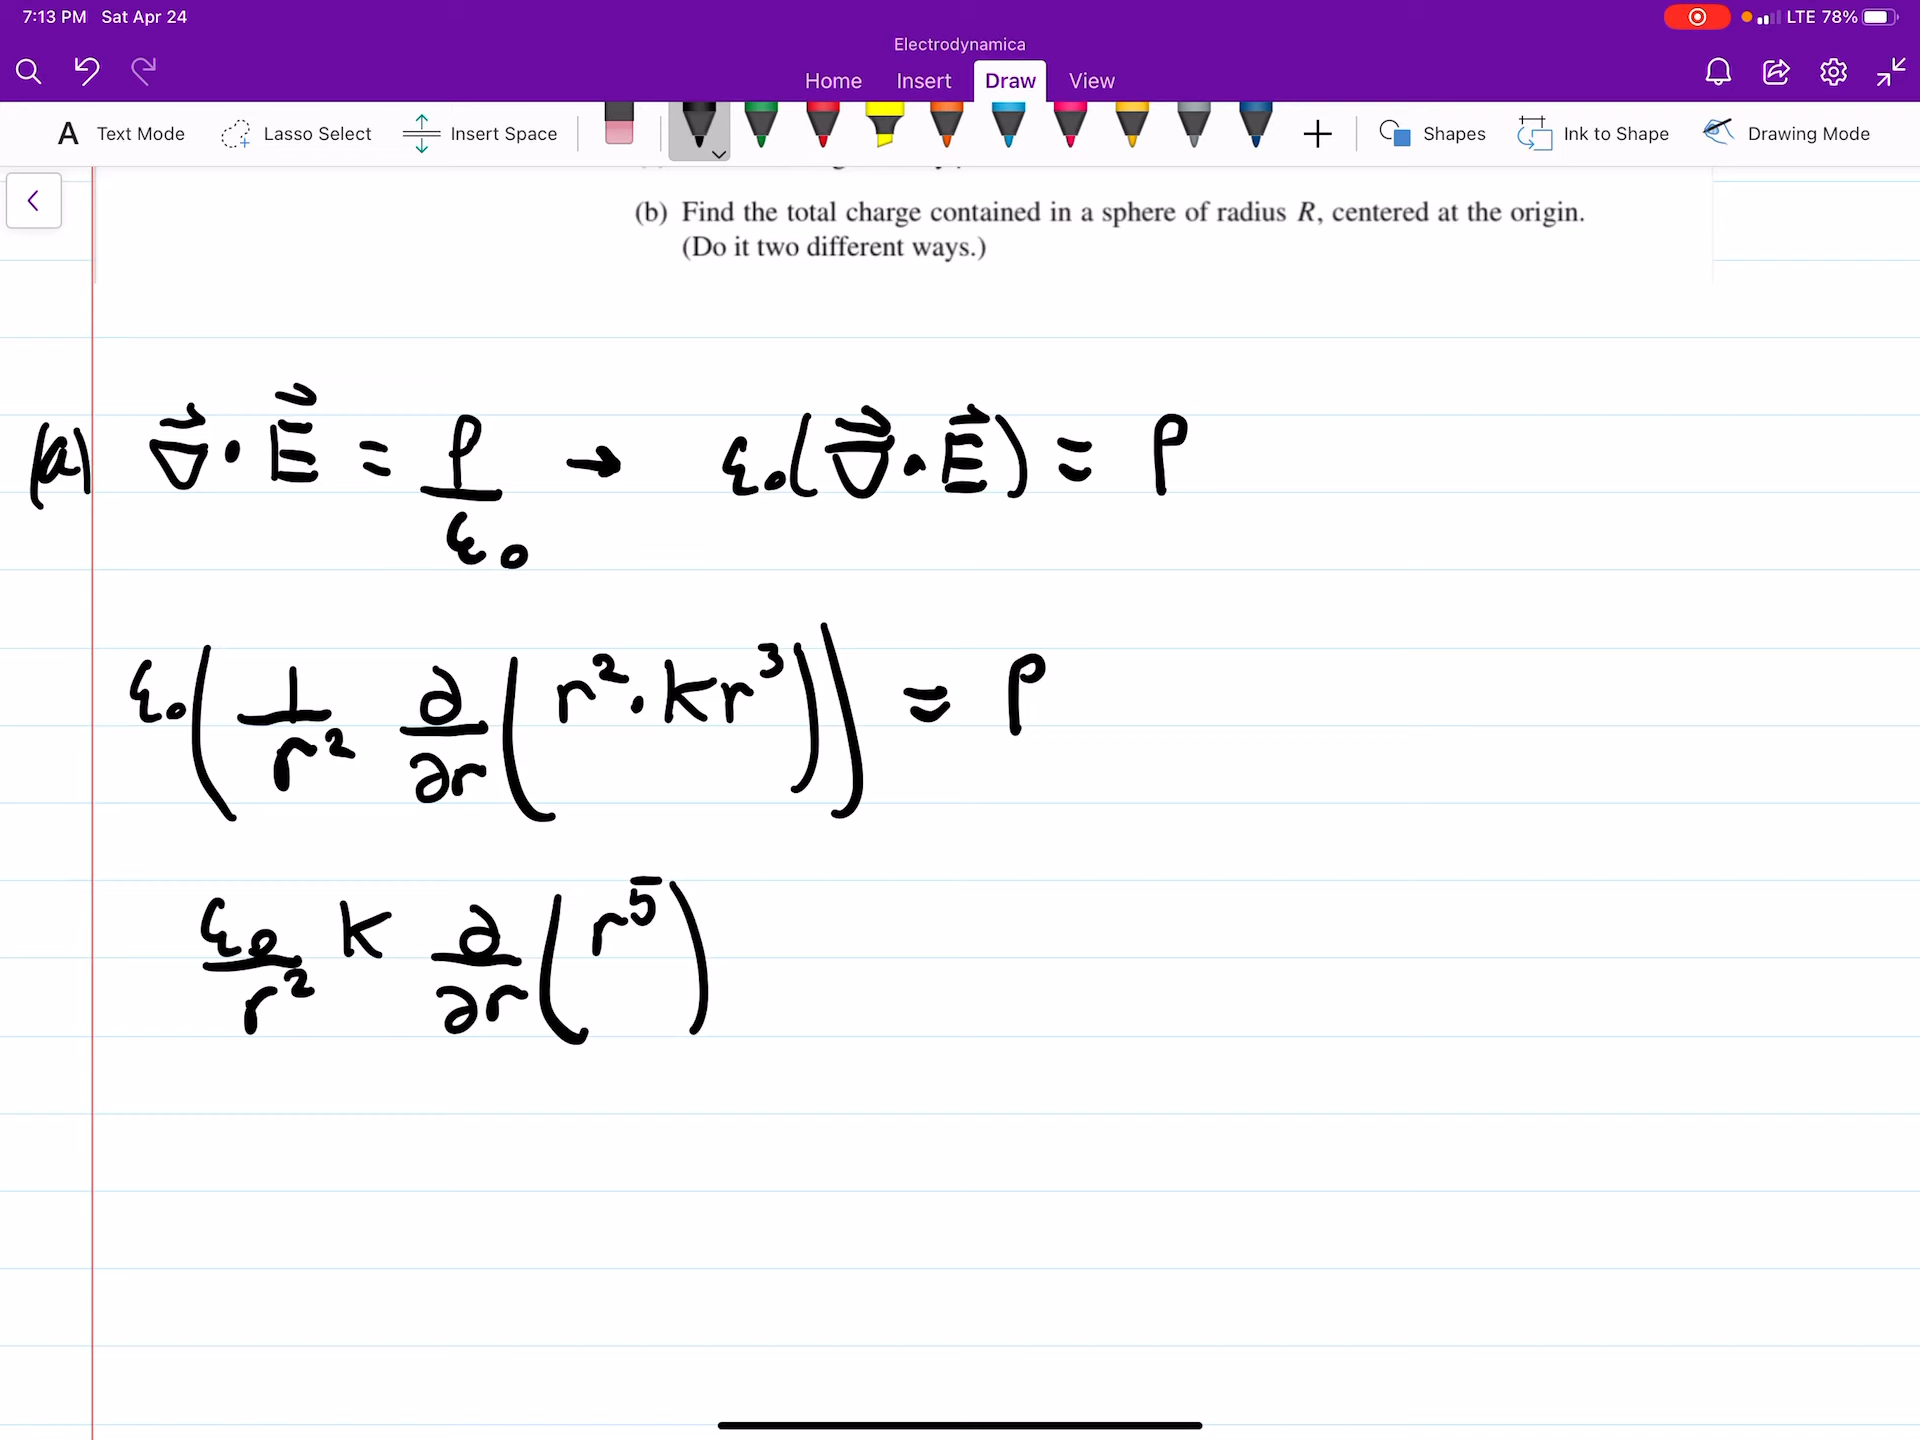 7:13 PM Sat Apr 24
LTE 78%
Electrodynamica
Home Insert Draw View
A Text Mode Lasso Select Insert Space Shapes Ink to Shape Drawing Mode
(b) Find the total charge contained in a sphere of radius R, centered at the origin.
(Do it two different ways.)
(a) ∇⃗ · E⃗ = ρ/ε₀ → ε₀(∇⃗ · E⃗) = ρ
ε₀(1/r² ∂/∂r (r² · kr³)) = ρ
ε₀/r² k ∂/∂r (r⁵)